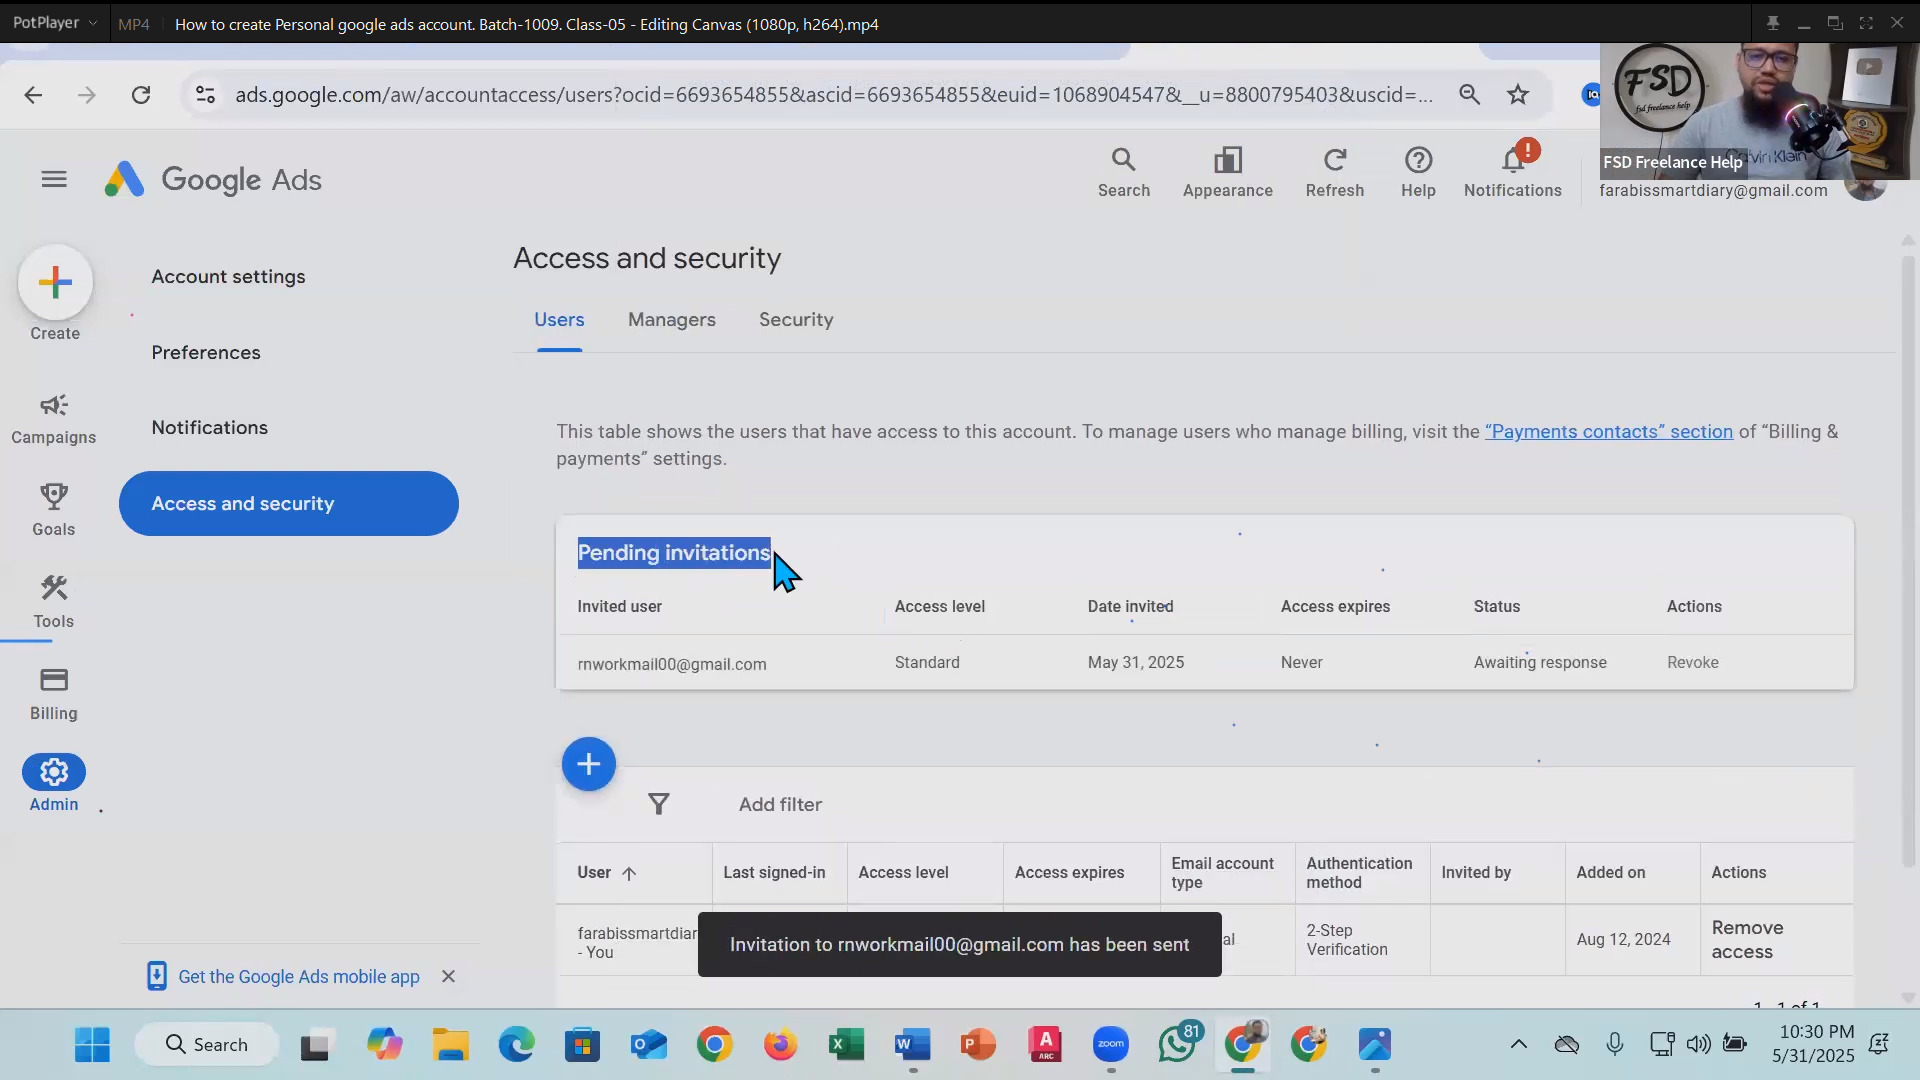 PotPlayer
MP4
How to create Personal google ads account. Batch-1009. Class-05 - Editing Canvas (1080p, h264).mp4
ads.google.com/aw/accountaccess/users?ocid=6693654855&ascid=6693654855&euid=1068904547&__u=8800795403&uscid=...
FSD
fsd freelance help
Calvin Klein
FSD Freelance Help
Google Ads
Search
Appearance
Refresh
Help
Notifications
farabissmartdiary@gmail.com
Create
Campaigns
Goals
Tools
Billing
Admin
Account settings
Preferences
Notifications
Access and security
Get the Google Ads mobile app
Access and security
Users Managers Security
This table shows the users that have access to this account. To manage users who manage billing, visit the “Payments contacts” section of “Billing &
payments” settings.
Pending invitations
Invited user Access level Date invited Access expires Status Actions
rnworkmail00@gmail.com Standard May 31, 2025 Never Awaiting response Revoke
Add filter
User Last signed-in Access level Access expires Email account type Authentication method Invited by Added on Actions
farabissmartdiar
- You
al
2-Step
Verification
Aug 12, 2024
Remove
access
Invitation to rnworkmail00@gmail.com has been sent
1 - 1 of 1
Search
zoom
81
10:30 PM
5/31/2025